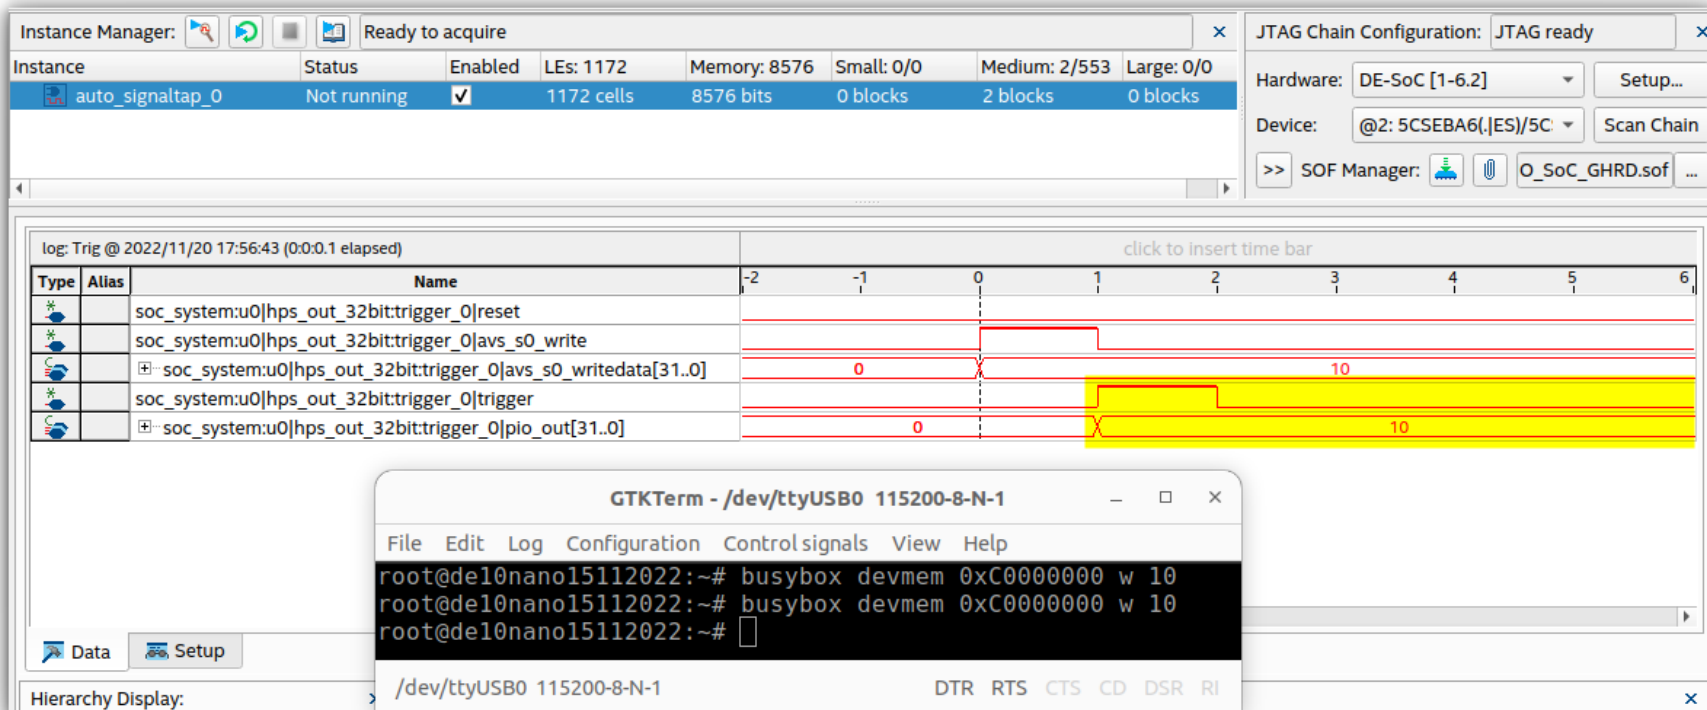 Instance Manager: Ready to acquire
Instance Status Enabled LEs: 1172 Memory: 8576 Small: 0/0 Medium: 2/553 Large: 0/0
auto_signaltap_0 Not running 1172 cells 8576 bits 0 blocks 2 blocks 0 blocks
JTAG Chain Configuration: JTAG ready
Hardware: DE-SoC [1-6.2] Setup...
Device: @2: 5CSEBA6(.|ES)/5C Scan Chain
>> SOF Manager: O_SoC_GHRD.sof ...
log: Trig @ 2022/11/20 17:56:43 (0:0:0.1 elapsed) click to insert time bar
Type Alias Name -2 -1 0 1 2 3 4 5 6
soc_system:u0|hps_out_32bit:trigger_0|reset
soc_system:u0|hps_out_32bit:trigger_0|avs_s0_write
soc_system:u0|hps_out_32bit:trigger_0|avs_s0_writedata[31..0] 0 10
soc_system:u0|hps_out_32bit:trigger_0|trigger
soc_system:u0|hps_out_32bit:trigger_0|pio_out[31..0] 0 10
GTKTerm - /dev/ttyUSB0 115200-8-N-1
File Edit Log Configuration Control signals View Help
root@de10nano15112022:~# busybox devmem 0xC0000000 w 10
root@de10nano15112022:~# busybox devmem 0xC0000000 w 10
root@de10nano15112022:~#
/dev/ttyUSB0 115200-8-N-1 DTR RTS CTS CD DSR RI
Data Setup
Hierarchy Display: